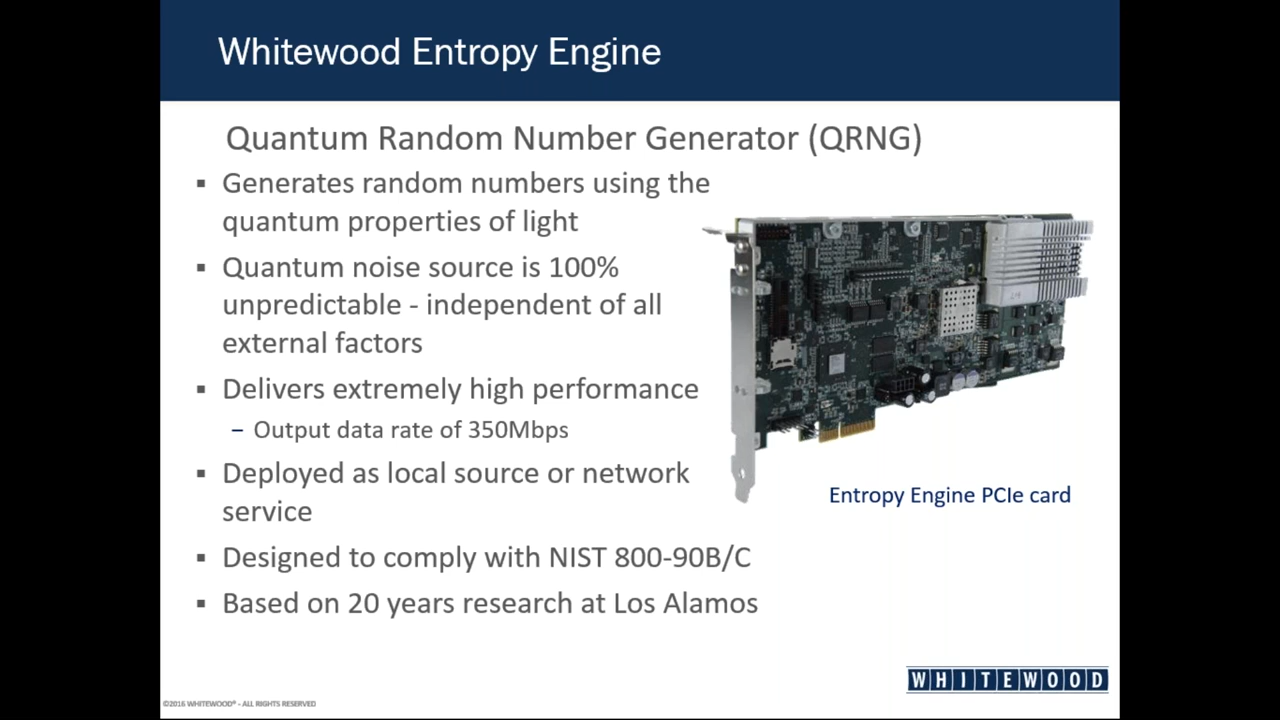 Whitewood Entropy Engine
Quantum Random Number Generator (QRNG)
▪ Generates random numbers using the
quantum properties of light
▪ Quantum noise source is 100%
unpredictable - independent of all
external factors
▪ Delivers extremely high performance
– Output data rate of 350Mbps
▪ Deployed as local source or network
service
▪ Designed to comply with NIST 800-90B/C
▪ Based on 20 years research at Los Alamos
Entropy Engine PCIe card
WHITEWOOD
©2016 WHITEWOOD® - ALL RIGHTS RESERVED